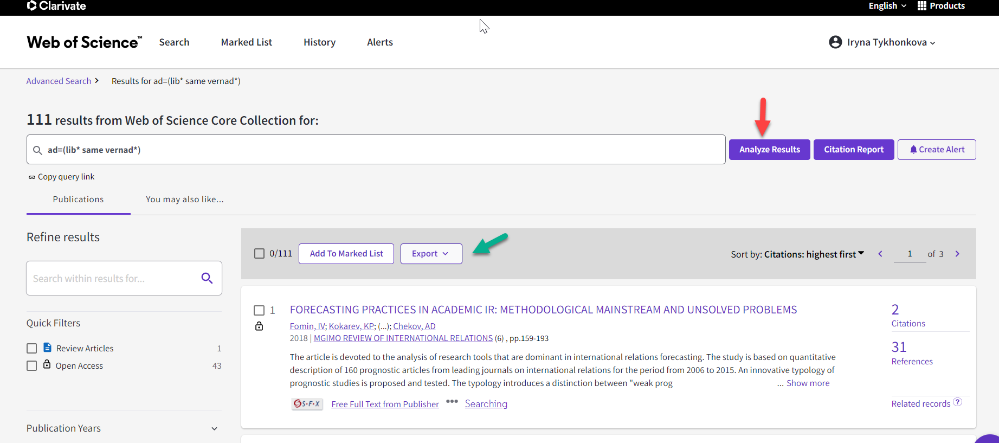 Clarivate
English
Products
Web of Science™
Search
Marked List
History
Alerts
Iryna Tykhonkova
Advanced Search
Results for ad=(lib* same vernad*)
111 results from Web of Science Core Collection for:
ad=(lib* same vernad*)
Analyze Results
Citation Report
Create Alert
Copy query link
Publications
You may also like...
Refine results
Search within results for...
Quick Filters
Review Articles 1
Open Access 43
Publication Years
0/111
Add To Marked List
Export
Sort by: Citations: highest first
1 of 3
1
FORECASTING PRACTICES IN ACADEMIC IR: METHODOLOGICAL MAINSTREAM AND UNSOLVED PROBLEMS
Fomin, IV; Kokarev, KP; (...); Chekov, AD
2018 | MGIMO REVIEW OF INTERNATIONAL RELATIONS (6) , pp.159-193
The article is devoted to the analysis of research tools that are dominant in international relations forecasting. The study is based on quantitative
description of 160 prognostic articles from leading journals on international relations for the period from 2006 to 2015. An innovative typology of
prognostic studies is proposed and tested. The typology introduces a distinction between "weak prog
... Show more
S·F·X
Free Full Text from Publisher
•••
Searching
2
Citations
31
References
Related records ?